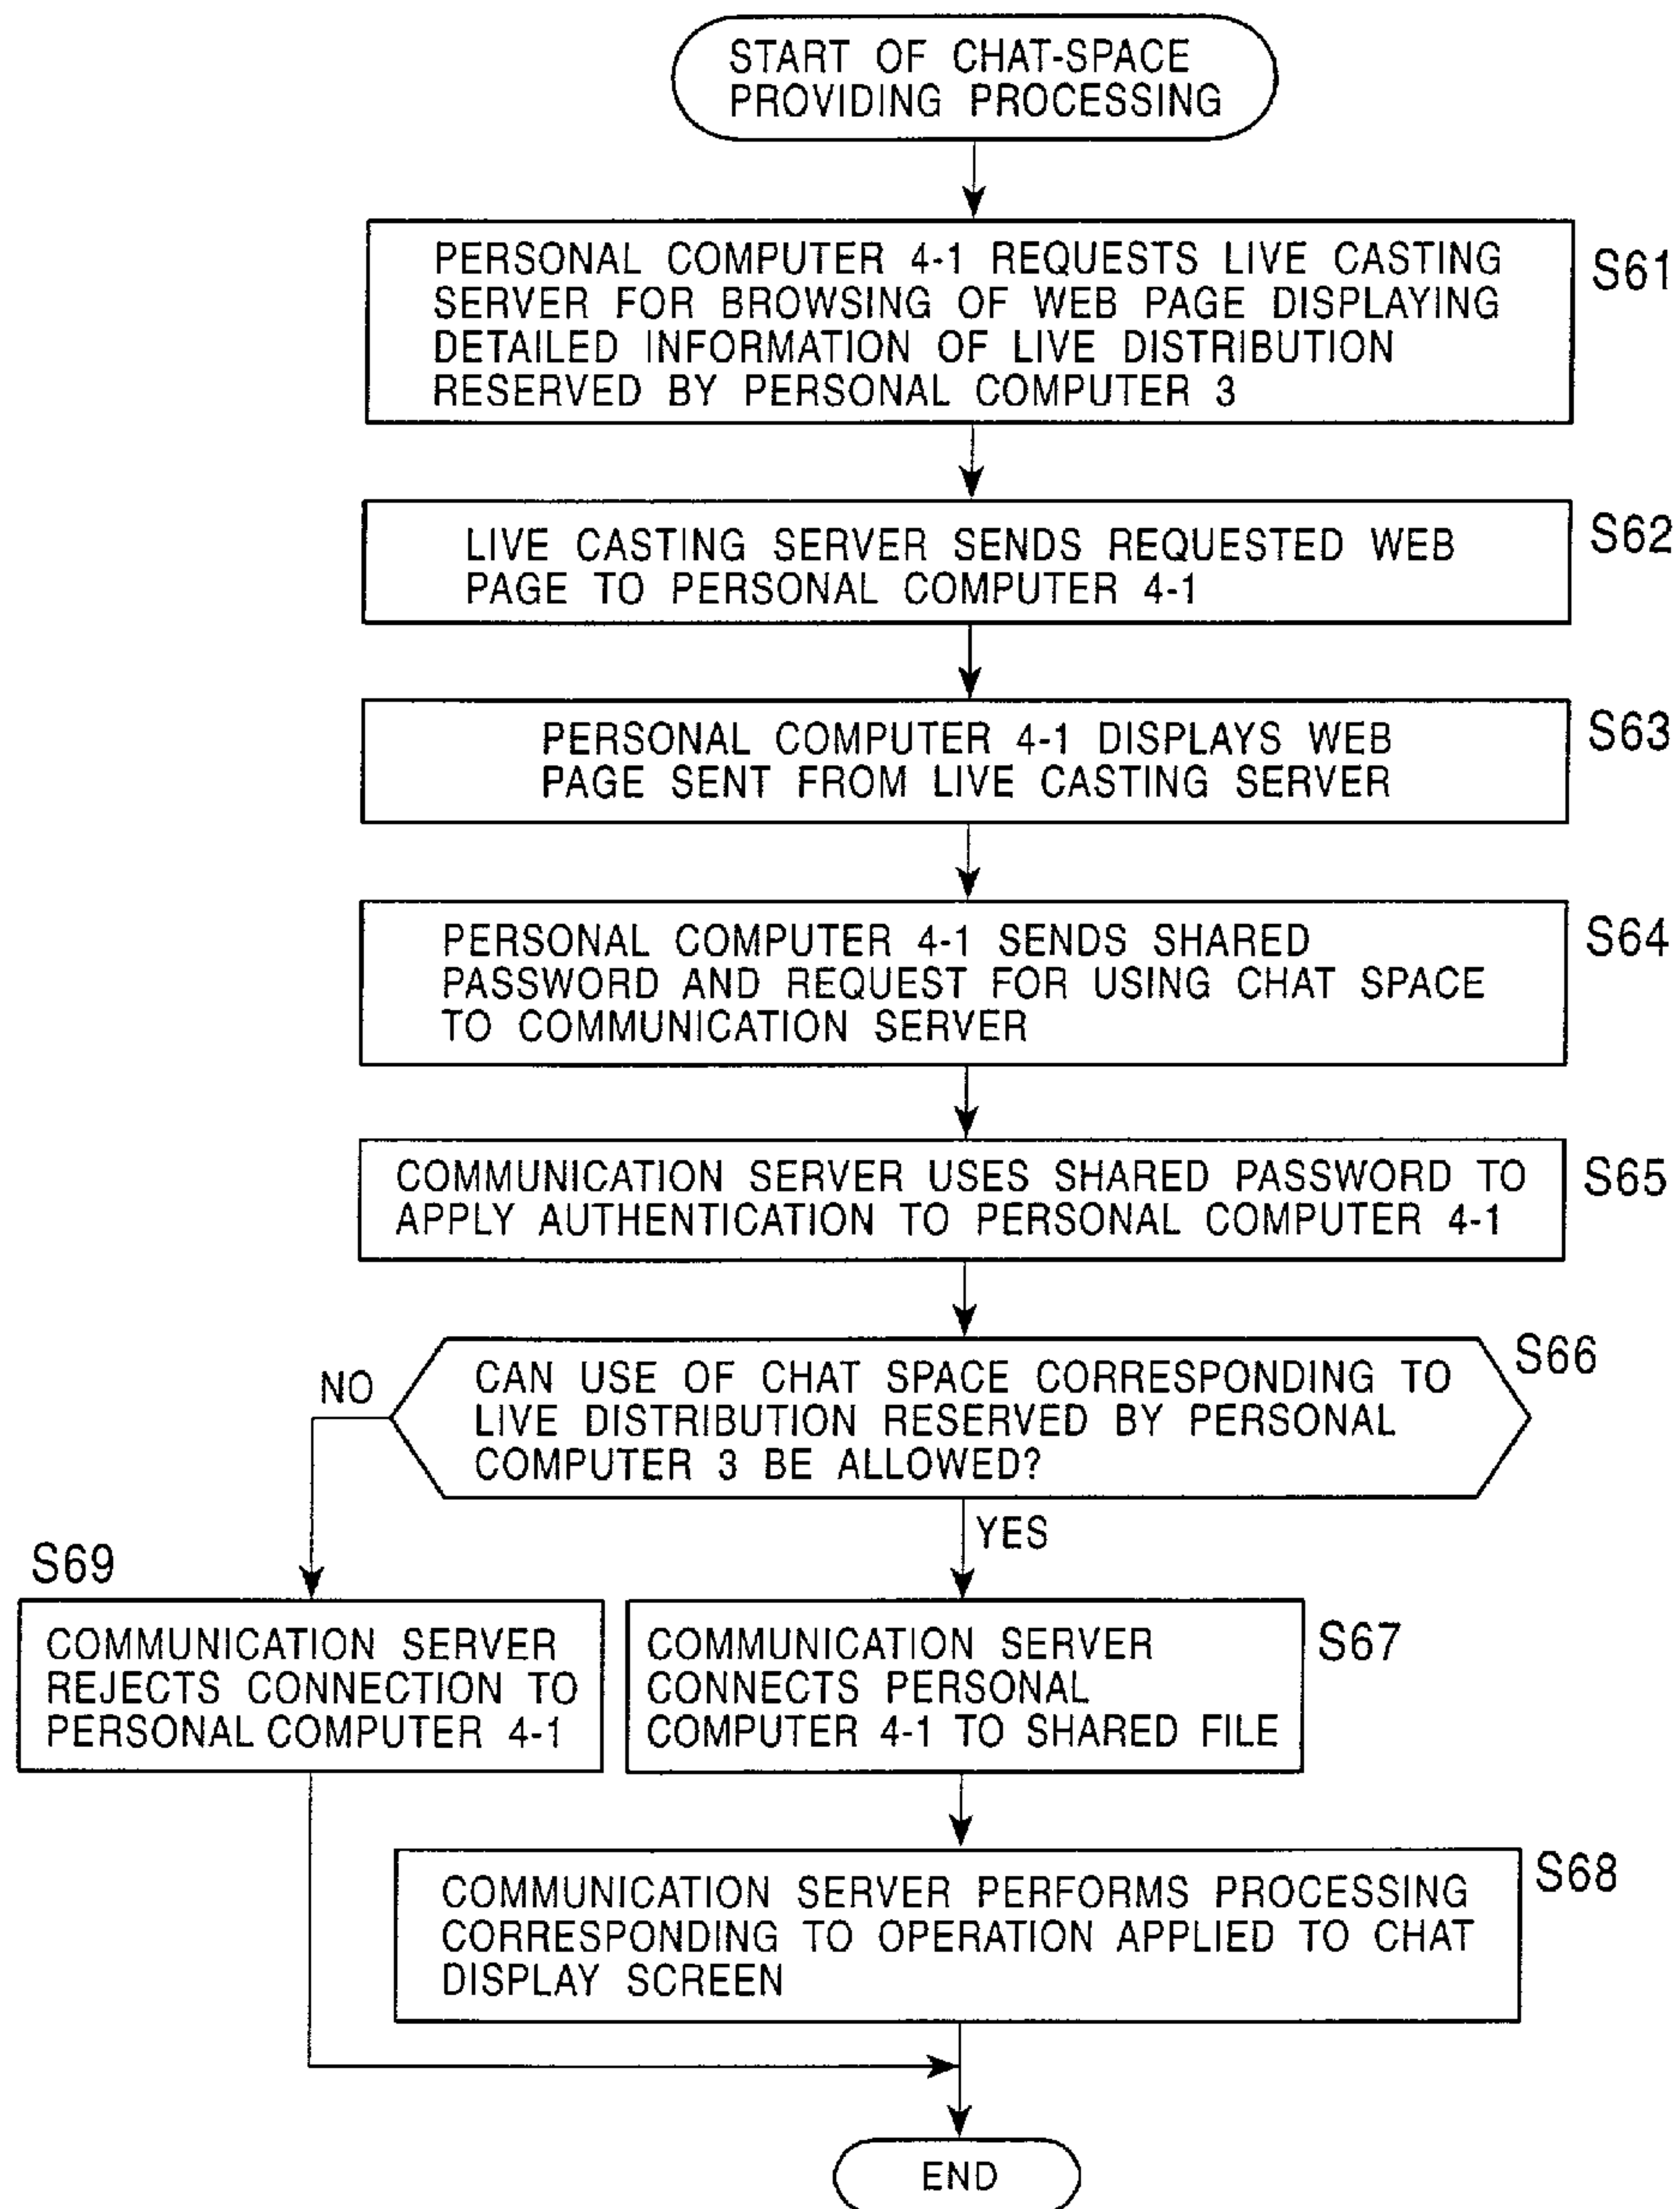 START OF CHAT-SPACE
PROVIDING PROCESSING
PERSONAL COMPUTER 4-1 REQUESTS LIVE CASTING
SERVER FOR BROWSING OF WEB PAGE DISPLAYING
DETAILED INFORMATION OF LIVE DISTRIBUTION
RESERVED BY PERSONAL COMPUTER 3
S61
LIVE CASTING SERVER SENDS REQUESTED WEB
PAGE TO PERSONAL COMPUTER 4-1
S62
PERSONAL COMPUTER 4-1 DISPLAYS WEB
PAGE SENT FROM LIVE CASTING SERVER
S63
PERSONAL COMPUTER 4-1 SENDS SHARED
PASSWORD AND REQUEST FOR USING CHAT SPACE
TO COMMUNICATION SERVER
S64
COMMUNICATION SERVER USES SHARED PASSWORD TO
APPLY AUTHENTICATION TO PERSONAL COMPUTER 4-1
S65
CAN USE OF CHAT SPACE CORRESPONDING TO
LIVE DISTRIBUTION RESERVED BY PERSONAL
COMPUTER 3 BE ALLOWED?
S66
NO
YES
S69
COMMUNICATION SERVER
REJECTS CONNECTION TO
PERSONAL COMPUTER 4-1
COMMUNICATION SERVER
CONNECTS PERSONAL
COMPUTER 4-1 TO SHARED FILE
S67
COMMUNICATION SERVER PERFORMS PROCESSING
CORRESPONDING TO OPERATION APPLIED TO CHAT
DISPLAY SCREEN
S68
END